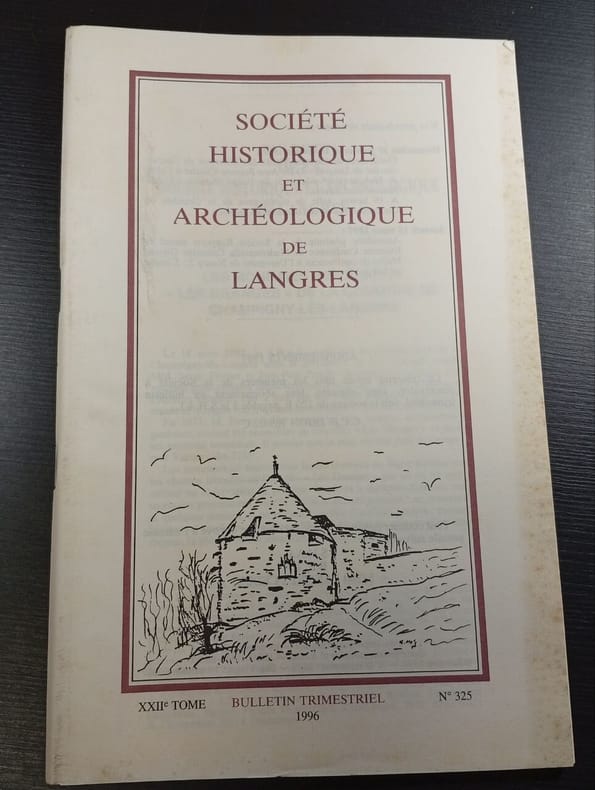 SOCIÉTÉ
HISTORIQUE
ET
ARCHÉOLOGIQUE
DE
LANGRES
XXIIe TOME
BULLETIN TRIMESTRIEL
N° 325
1996